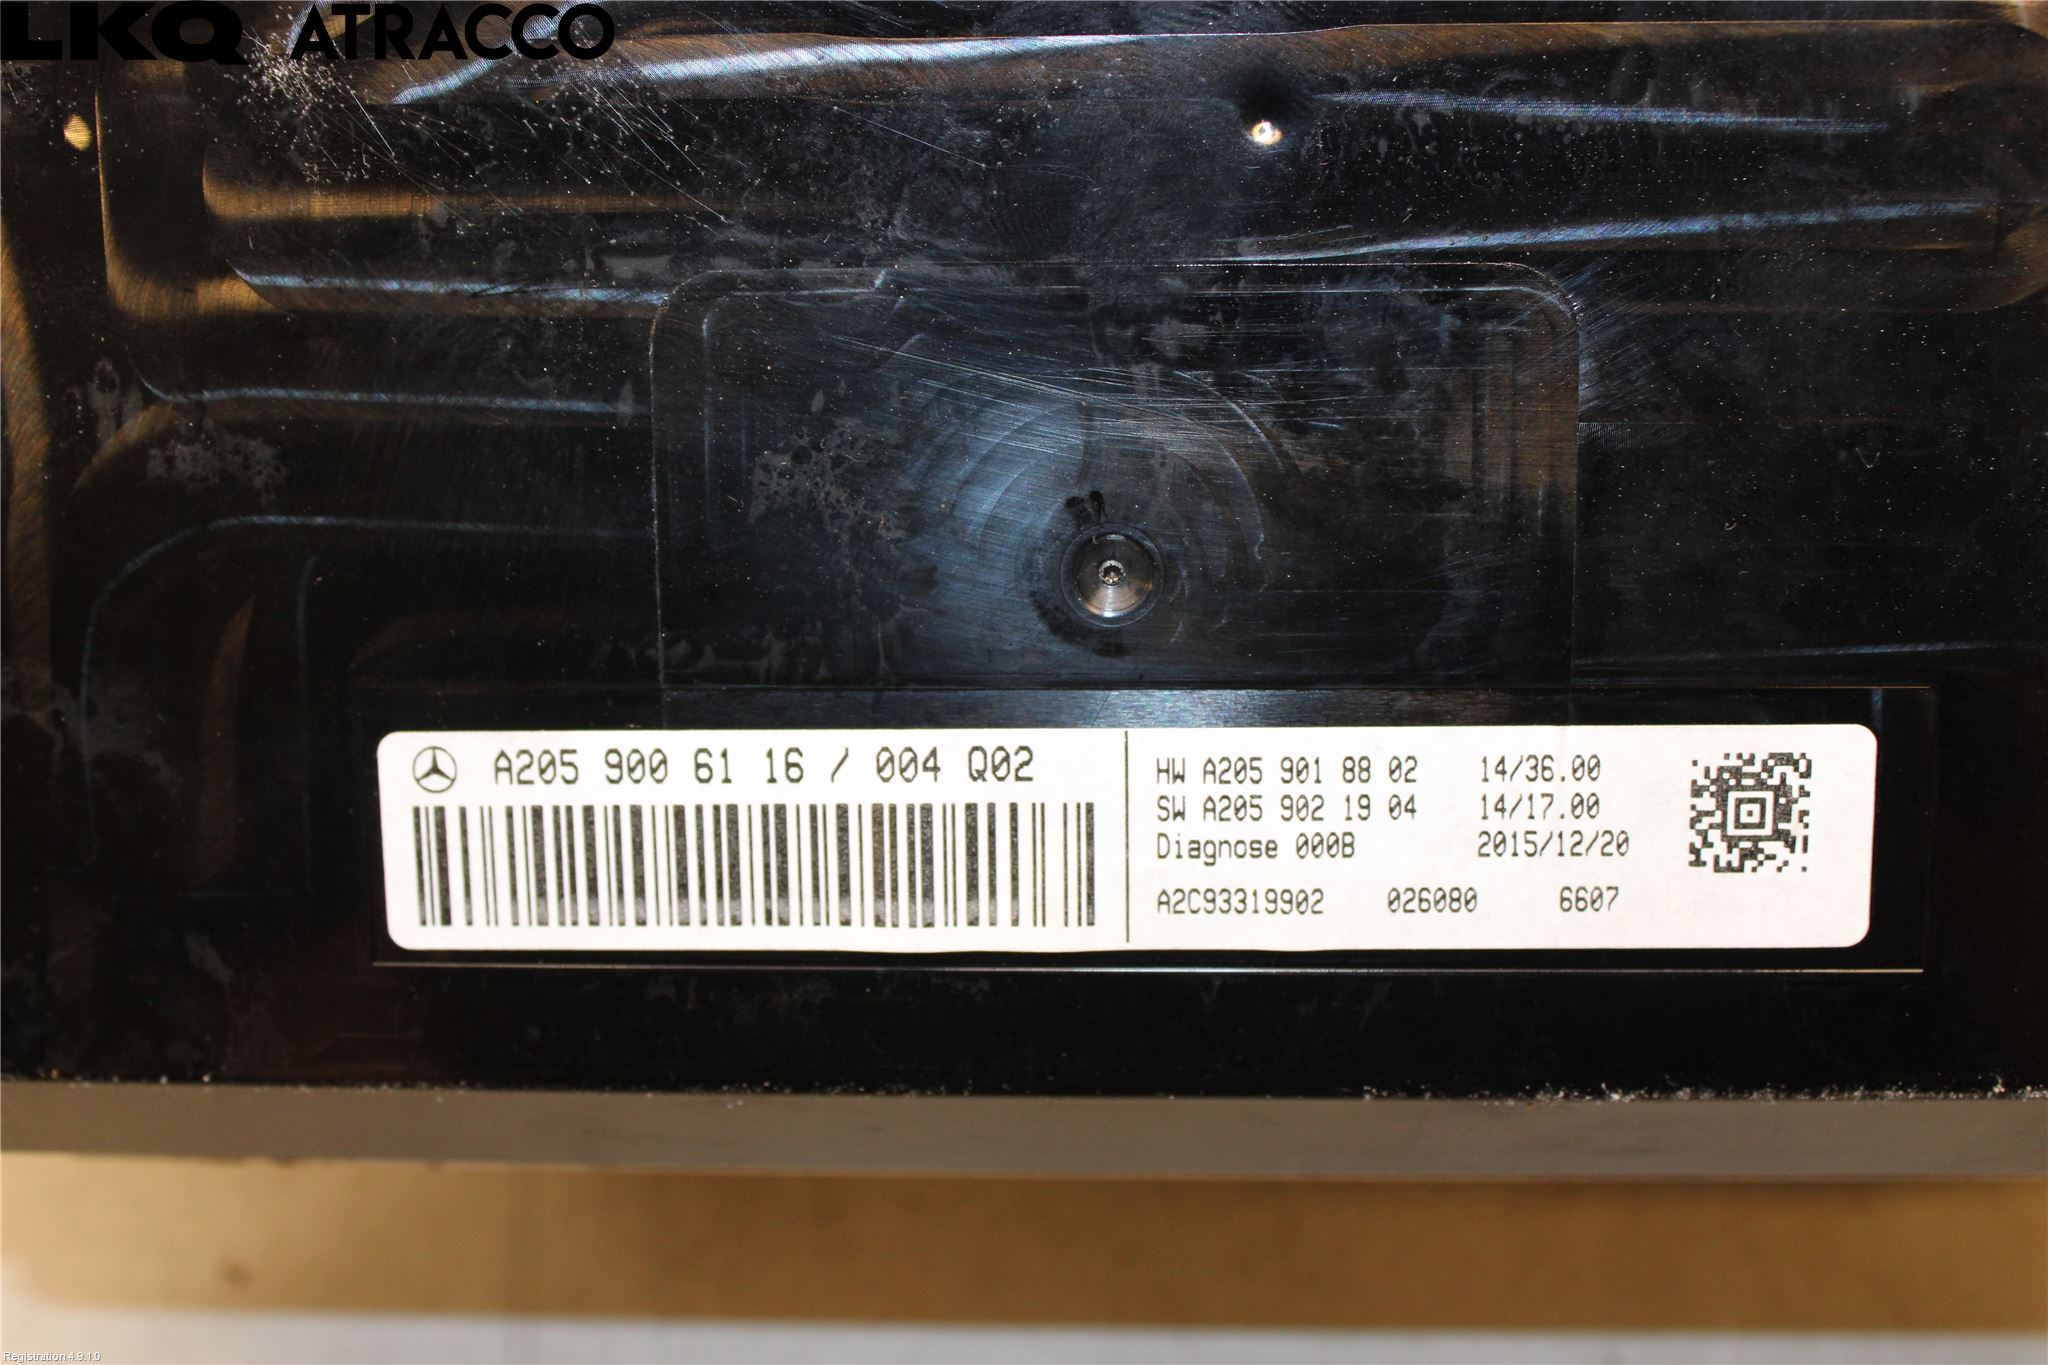 LKQ ATRACCO
A205 900 61 16 / 004 Q02
HW A205 901 88 02 14/36.00
SW A205 902 19 04 14/17.00
Diagnose 000B 2015/12/20
A2C93319902 026080 6607
Registration 4.9.1.0